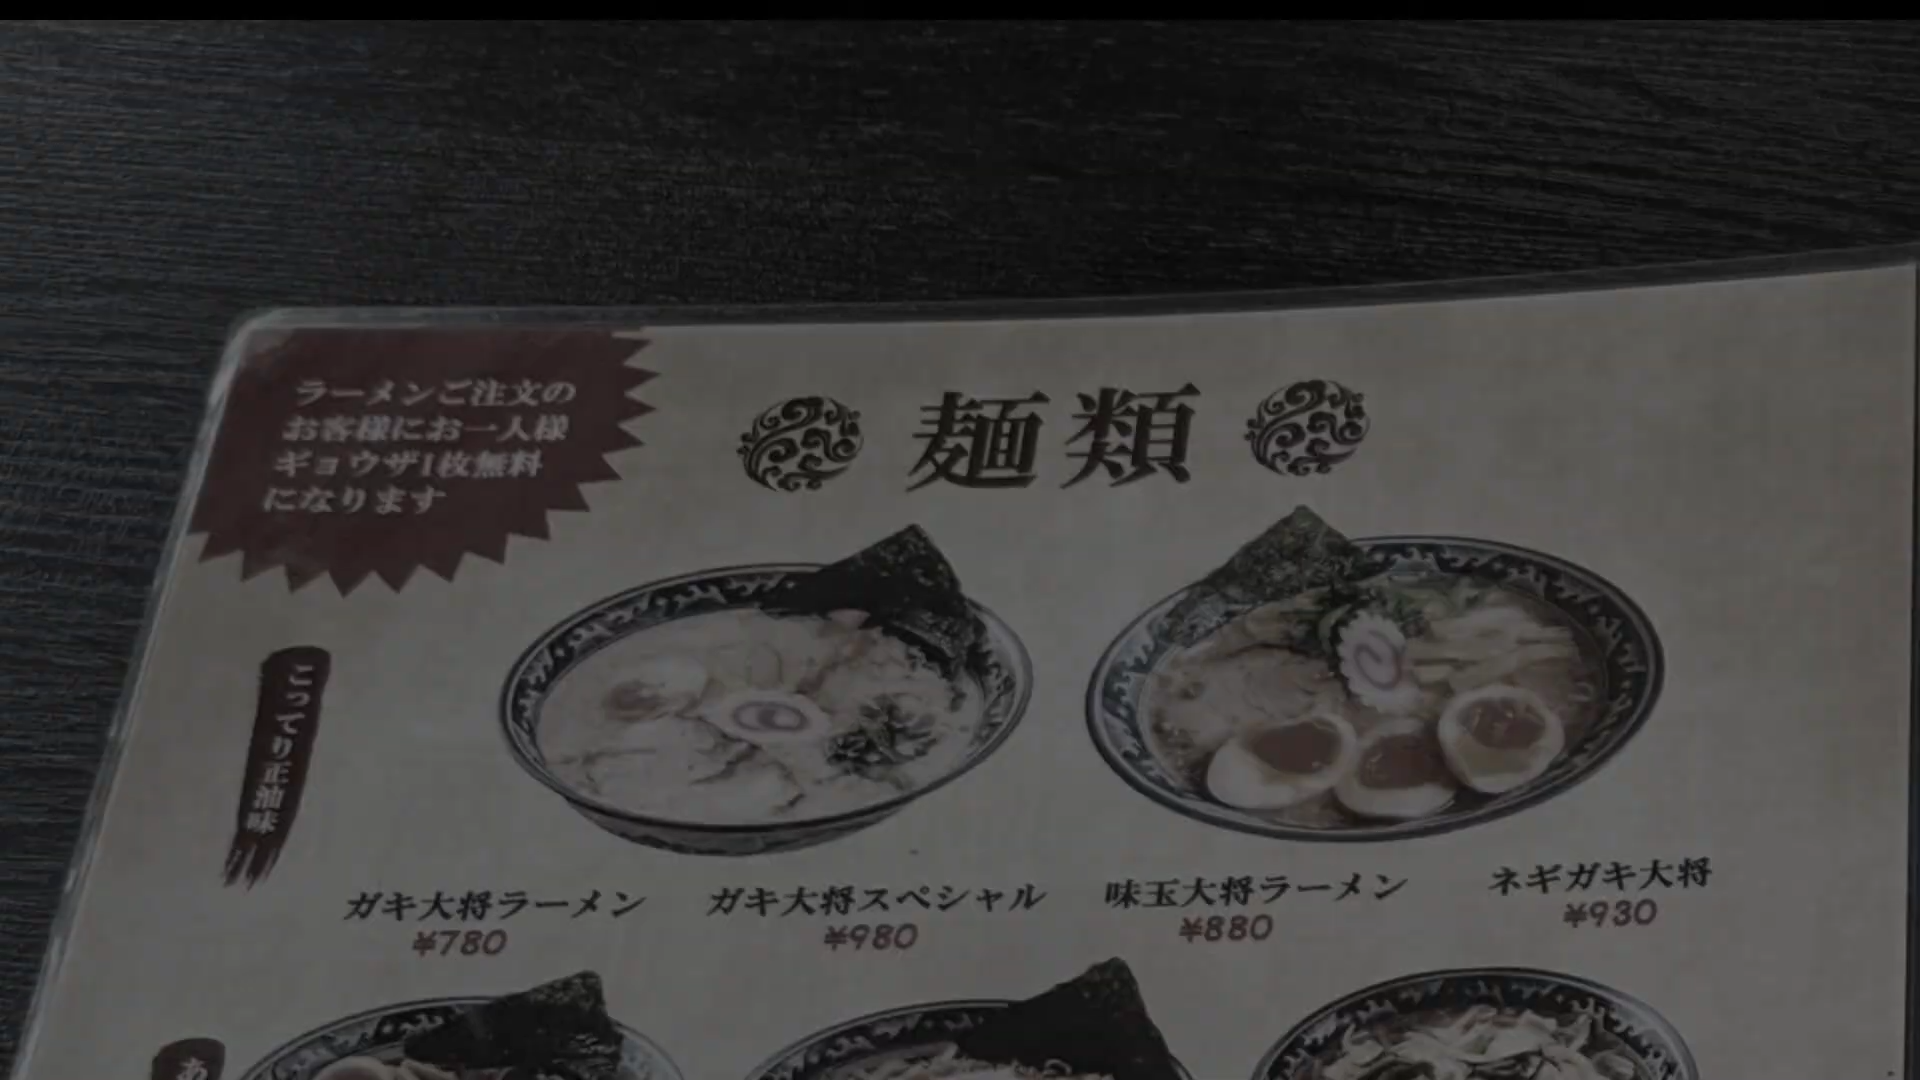 ラーメンご注文の
お客様にお一人様
ギョウザ1枚無料
になります
麺類
こってり正油味
ガキ大将ラーメン
¥780
ガキ大将スペシャル
¥980
味玉大将ラーメン
¥880
ネギガキ大将
¥930
あ